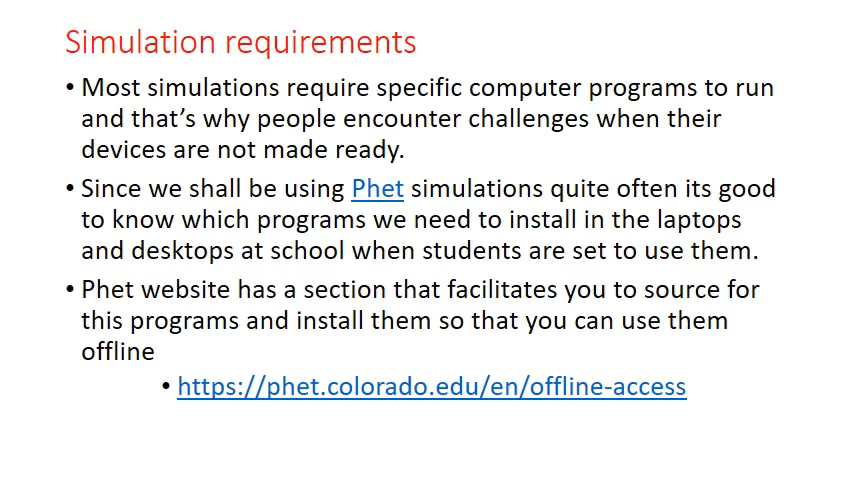 Simulation requirements
• Most simulations require specific computer programs to run
and that's why people encounter challenges when their
devices are not made ready.
• Since we shall be using Phet simulations quite often its good
to know which programs we need to install in the laptops
and desktops at school when students are set to use them.
• Phet website has a section that facilitates you to source for
this programs and install them so that you can use them
offline
• https://phet.colorado.edu/en/offline-access